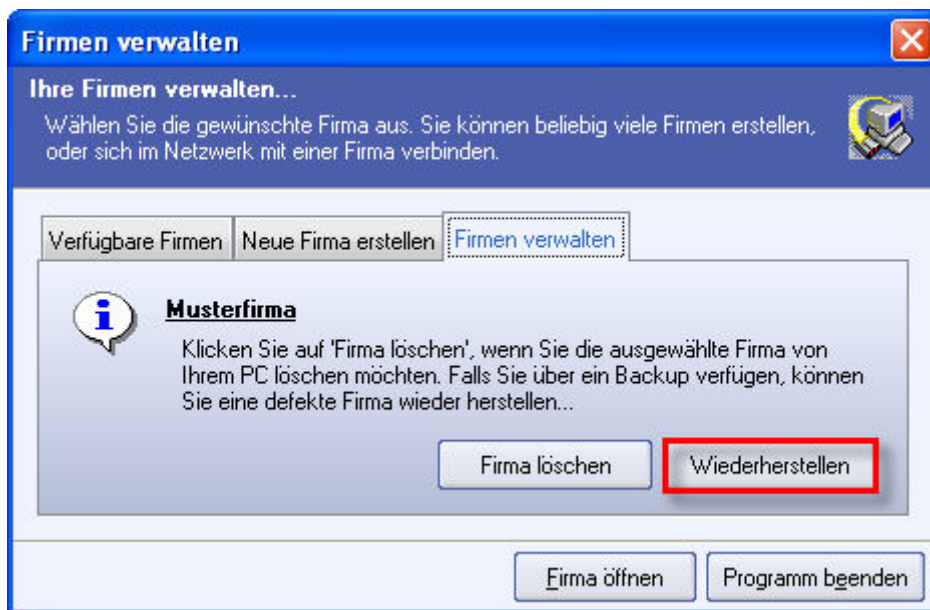 Firmen verwalten
Ihre Firmen verwalten...
Wählen Sie die gewünschte Firma aus. Sie können beliebig viele Firmen erstellen,
oder sich im Netzwerk mit einer Firma verbinden.
Verfügbare Firmen
Neue Firma erstellen
Firmen verwalten
Musterfirma
Klicken Sie auf 'Firma löschen', wenn Sie die ausgewählte Firma von
Ihrem PC löschen möchten. Falls Sie über ein Backup verfügen, können
Sie eine defekte Firma wieder herstellen...
Firma löschen
Wiederherstellen
Firma öffnen
Programm beenden